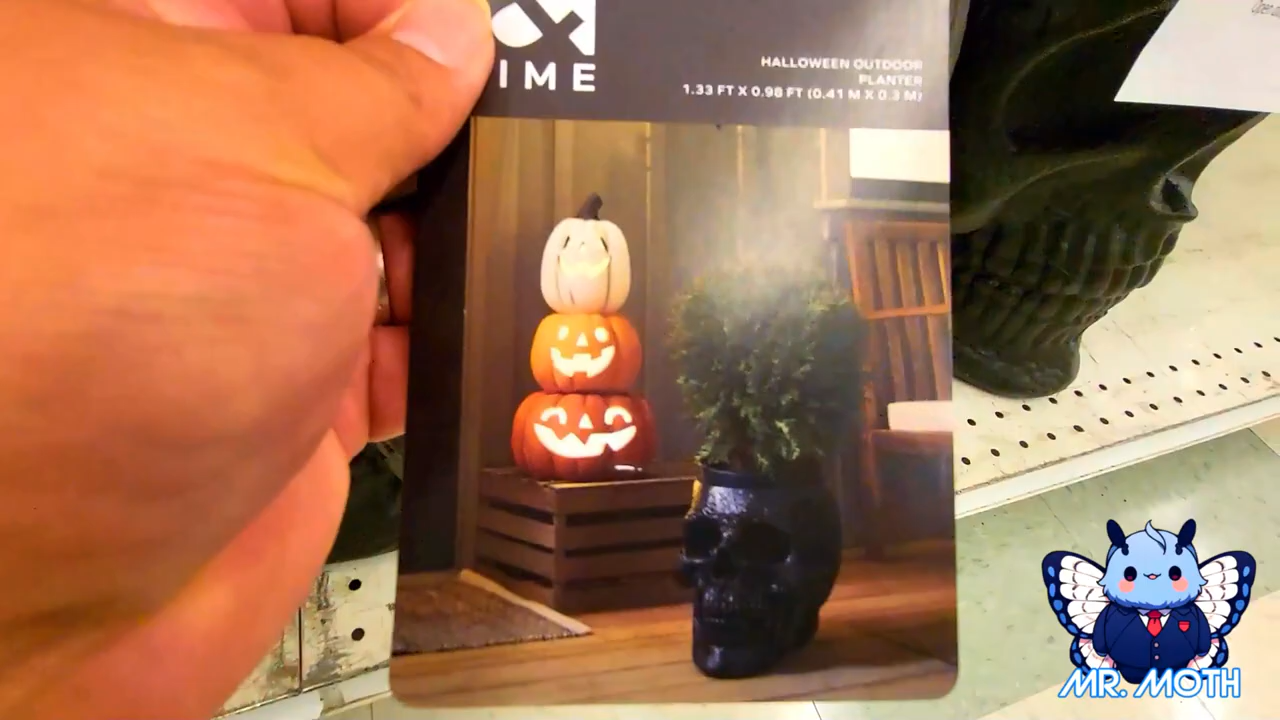 IME
HALLOWEEN OUTDOOR
PLANTER
1.33 FT X 0.98 FT (0.41 M X 0.3 M)
MR. MOTH